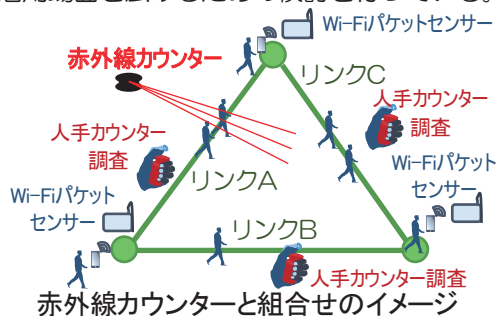 Wi-Fiパケットセンサー
赤外線カウンター
リンクC
人手カウンター
調査
人手カウンター
調査
Wi-Fiパケット
センサー
リンクA
Wi-Fiパケット
センサー
リンクB
人手カウンター調査
赤外線カウンターと組合せのイメージ